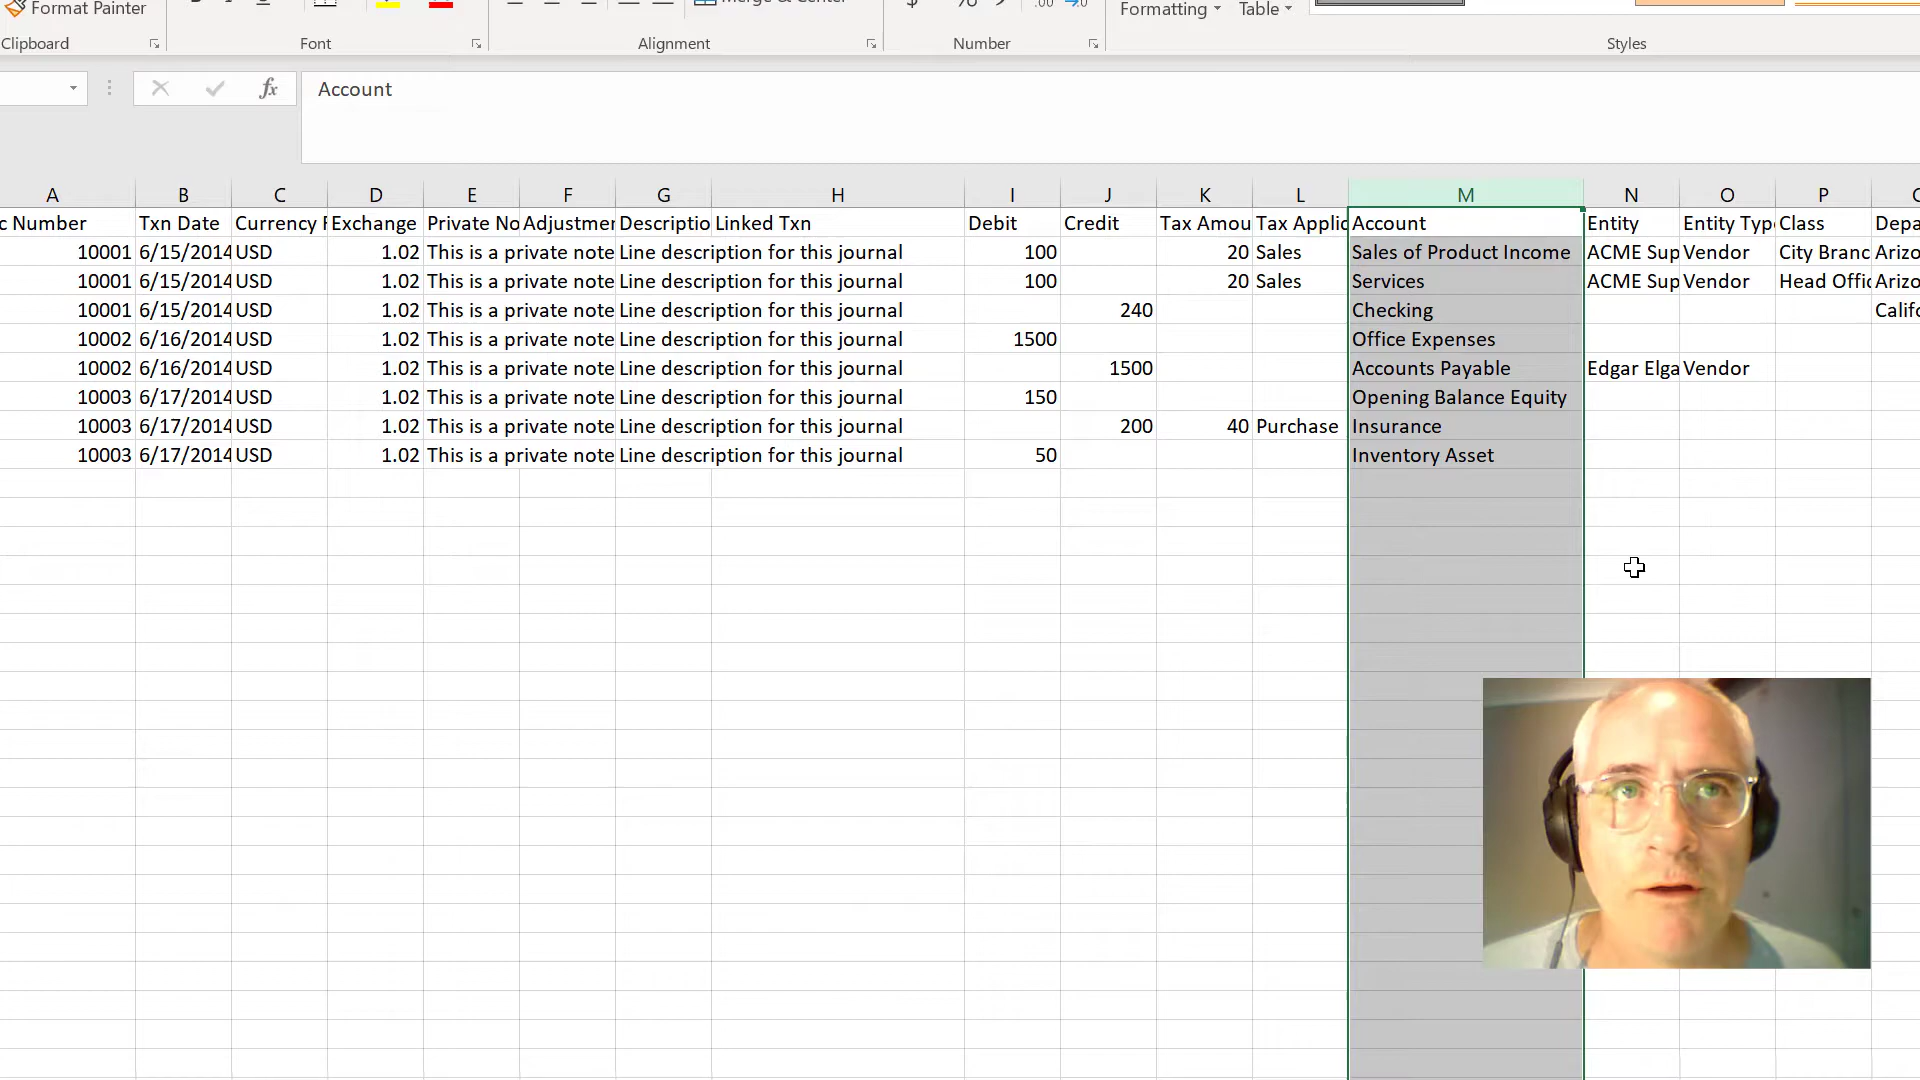 Format Painter
Formatting Table
Clipboard Font Alignment Number Styles
fx Account
A B C D E F G H I J K L M N O P
c Number Txn Date Currency Exchange Private No Adjustmer Descriptio Linked Txn Debit Credit Tax Amou Tax Applic Account Entity Entity Typ Class Depa
10001 6/15/2014 USD 1.02 This is a private note Line description for this journal 100 20 Sales Sales of Product Income ACME Sup Vendor City Branc Arizo
10001 6/15/2014 USD 1.02 This is a private note Line description for this journal 100 20 Sales Services ACME Sup Vendor Head Offic Arizo
10001 6/15/2014 USD 1.02 This is a private note Line description for this journal 240 Checking Califo
10002 6/16/2014 USD 1.02 This is a private note Line description for this journal 1500 Office Expenses
10002 6/16/2014 USD 1.02 This is a private note Line description for this journal 1500 Accounts Payable Edgar Elga Vendor
10003 6/17/2014 USD 1.02 This is a private note Line description for this journal 150 Opening Balance Equity
10003 6/17/2014 USD 1.02 This is a private note Line description for this journal 200 40 Purchase Insurance
10003 6/17/2014 USD 1.02 This is a private note Line description for this journal 50 Inventory Asset